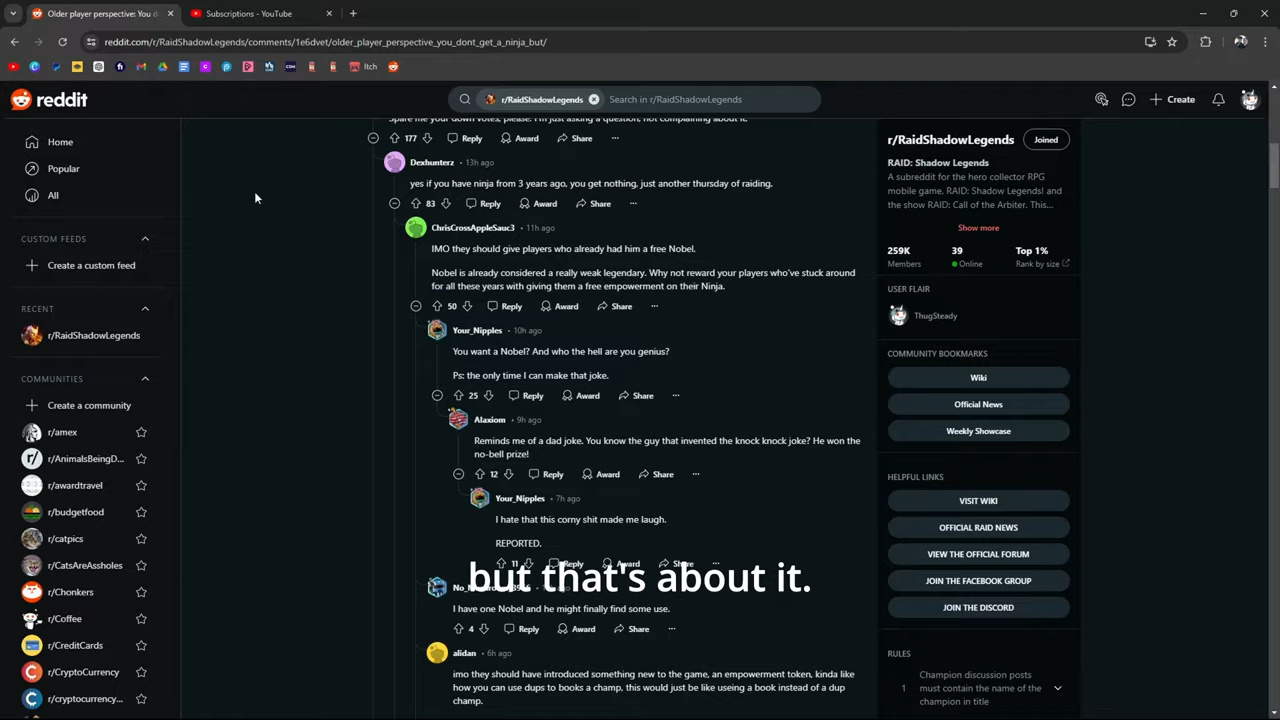 Older player perspective: You d
Subscriptions - YouTube
reddit.com/r/RaidShadowLegends/comments/1e6dvet/older_player_perspective_you_dont_get_a_ninja_but/
Itch
reddit
r/RaidShadowLegends
Search in r/RaidShadowLegends
Create
Home
Popular
All
CUSTOM FEEDS
Create a custom feed
RECENT
r/RaidShadowLegends
COMMUNITIES
Create a community
r/amex
r/AnimalsBeingD...
r/awardtravel
r/budgetfood
r/catpics
r/CatsAreAssholes
r/Chonkers
r/Coffee
r/CreditCards
r/CryptoCurrency
r/cryptocurrency...
Spare me your down votes, please. I'm just asking a question, not complaining about it.
177 Reply Award Share ...
Dexhunterz • 13h ago
yes if you have ninja from 3 years ago, you get nothing, just another thursday of raiding.
83 Reply Award Share ...
ChrisCrossAppleSauc3 • 11h ago
IMO they should give players who already had him a free Nobel.
Nobel is already considered a really weak legendary. Why not reward your players who've stuck around
for all these years with giving them a free empowerment on their Ninja.
50 Reply Award Share ...
Your_Nipples • 10h ago
You want a Nobel? And who the hell are you genius?
Ps: the only time I can make that joke.
25 Reply Award Share ...
Alaxiom • 9h ago
Reminds me of a dad joke. You know the guy that invented the knock knock joke? He won the
no-bell prize!
12 Reply Award Share ...
Your_Nipples • 7h ago
I hate that this corny shit made me laugh.
REPORTED.
11 Reply Award Share ...
but that's about it.
I have one Nobel and he might finally find some use.
4 Reply Award Share ...
alidan • 6h ago
imo they should have introduced something new to the game, an empowerment token, kinda like
how you can use dups to books a champ, this would just be like useing a book instead of a dup
champ.
r/RaidShadowLegends
Joined
RAID: Shadow Legends
A subreddit for the hero collector RPG
mobile game, RAID: Shadow Legends! and
the show RAID: Call of the Arbiter. This...
Show more
259K 39 Top 1%
Members Online Rank by size
USER FLAIR
ThugSteady
COMMUNITY BOOKMARKS
Wiki
Official News
Weekly Showcase
HELPFUL LINKS
VISIT WIKI
OFFICIAL RAID NEWS
VIEW THE OFFICIAL FORUM
JOIN THE FACEBOOK GROUP
JOIN THE DISCORD
RULES
1 Champion discussion posts
must contain the name of the
champion in title